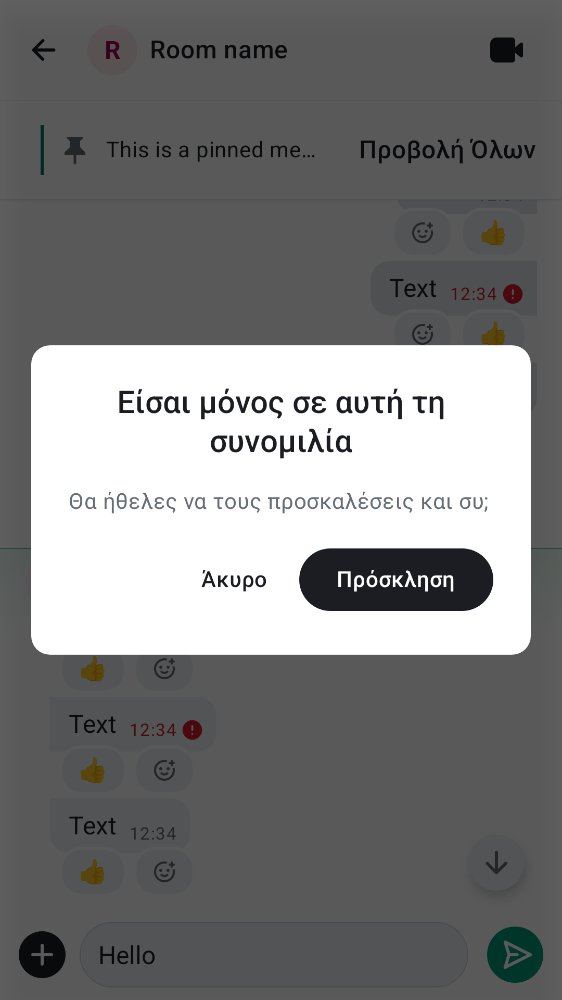 R Room name
This is a pinned me… Προβολή Όλων
Text 12:34
Είσαι μόνος σε αυτή τη
συνομιλία
Θα ήθελες να τους προσκαλέσεις και συ;
Άκυρο Πρόσκληση
Text 12:34
Text 12:34
Hello